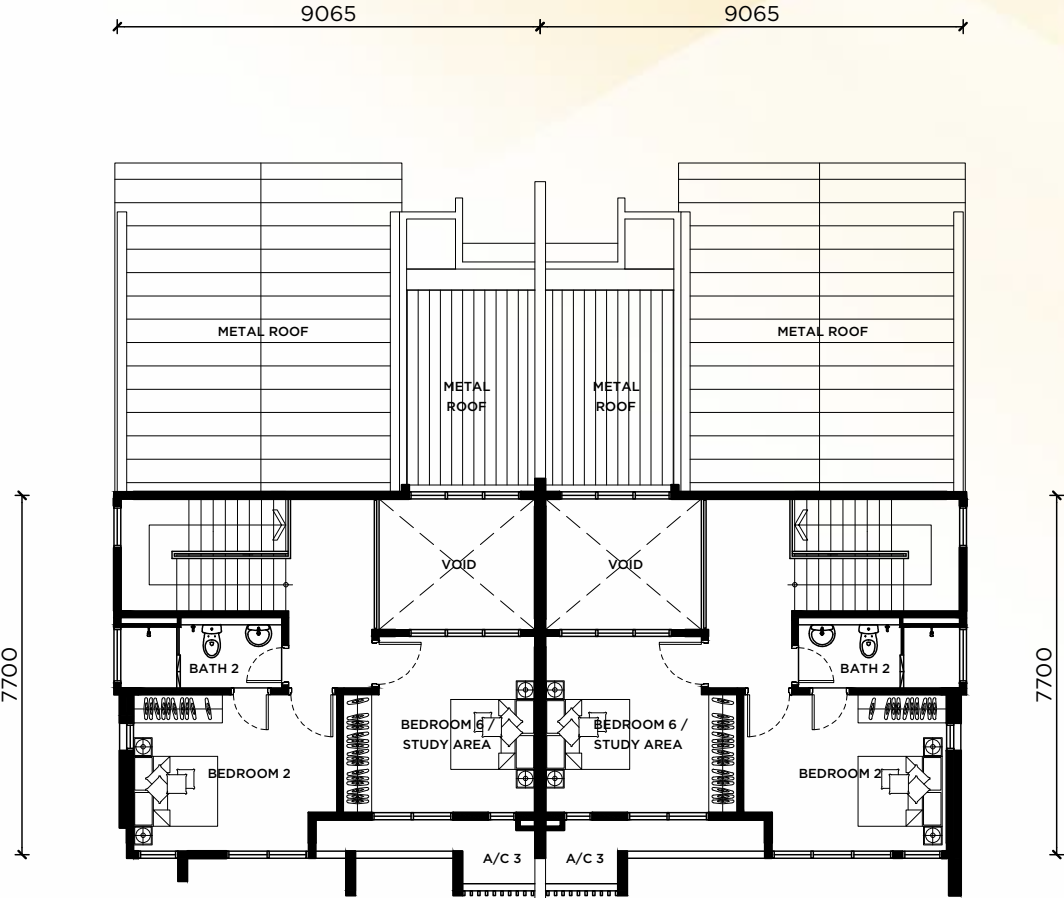 9065
9065
METAL ROOF
METAL ROOF
METAL
ROOF
METAL
ROOF
VOID
VOID
7700
7700
BATH 2
BATH 2
BEDROOM 6 /
STUDY AREA
BEDROOM 6 /
STUDY AREA
BEDROOM 2
BEDROOM 2
A/C 3
A/C 3